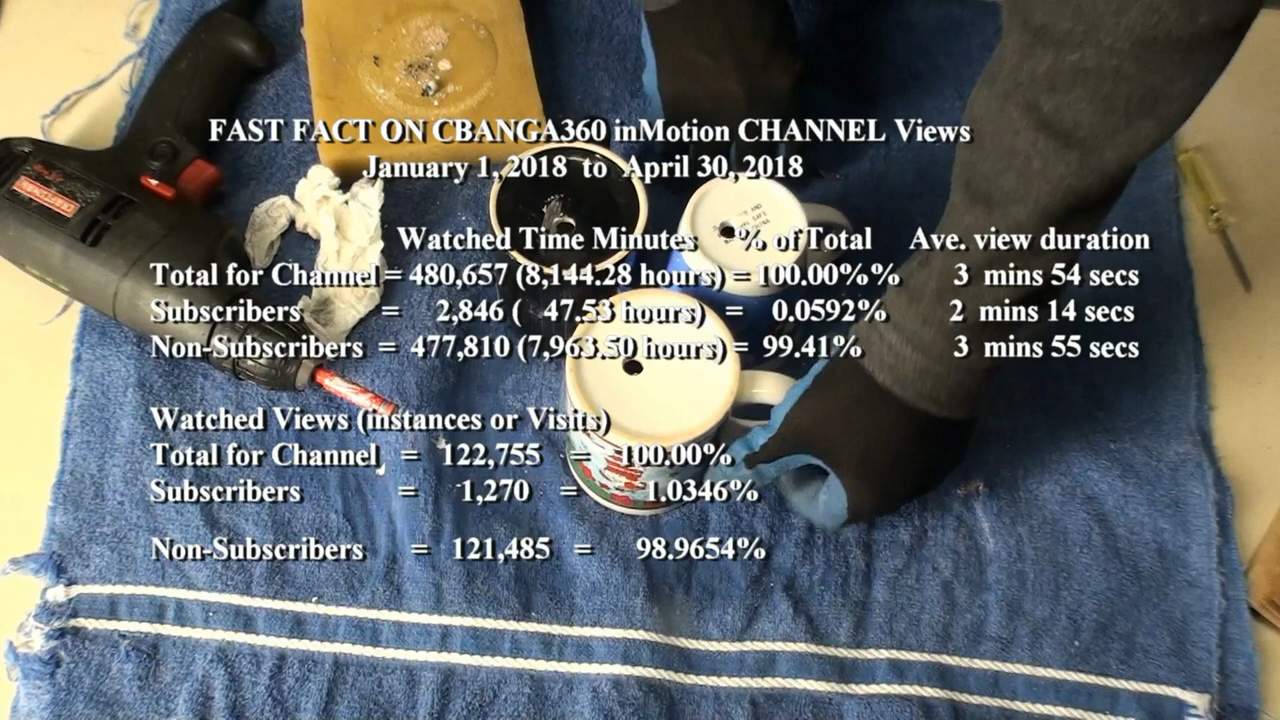 FAST FACT ON CBANGA360 inMotion CHANNEL Views
January 1, 2018 to April 30, 2018
Watched Time Minutes % of Total Ave. view duration
Total for Channel = 480,657 (8,144.28 hours) = 100.00%% 3 mins 54 secs
Subscribers = 2,846 ( 47.53 hours) = 0.0592% 2 mins 14 secs
Non-Subscribers = 477,810 (7,963.50 hours) = 99.41% 3 mins 55 secs
Watched Views (instances or Visits)
Total for Channel = 122,755 = 100.00%
Subscribers = 1,270 = 1.0346%
Non-Subscribers = 121,485 = 98.9654%
CRAFTSMAN